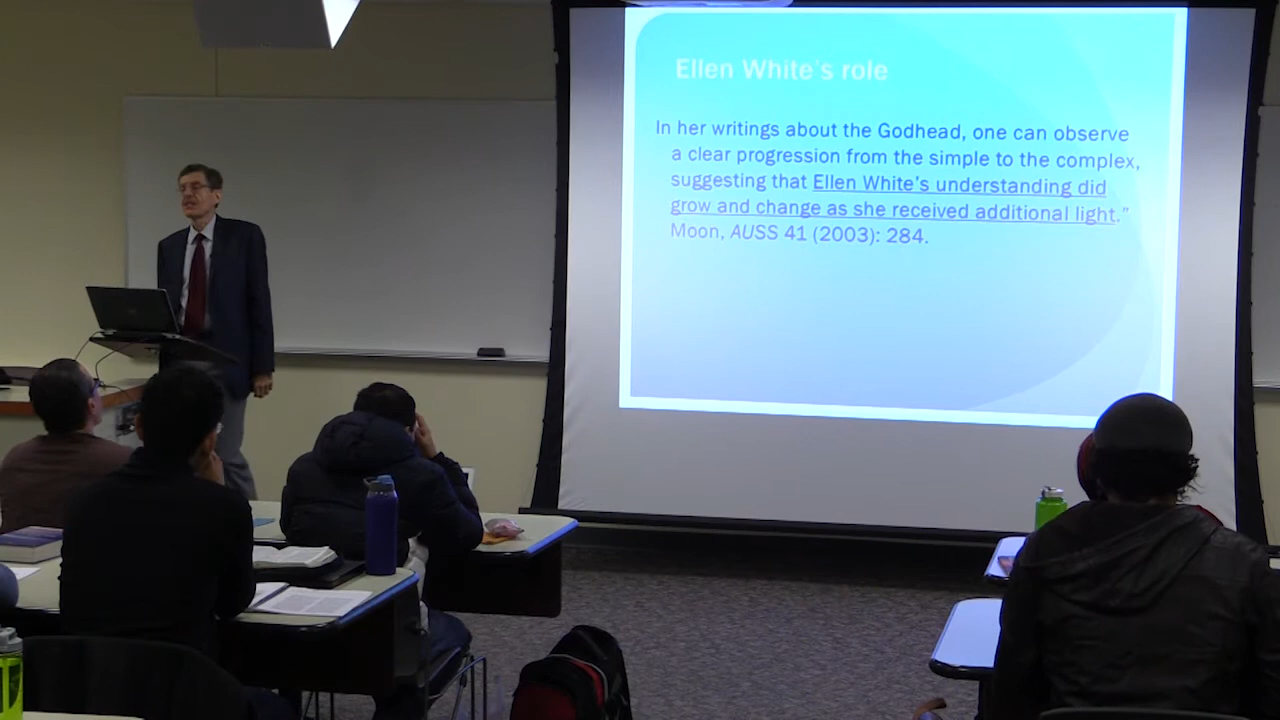 Ellen White's role
In her writings about the Godhead, one can observe
a clear progression from the simple to the complex,
suggesting that Ellen White's understanding did
grow and change as she received additional light."
Moon, AUSS 41 (2003): 284.